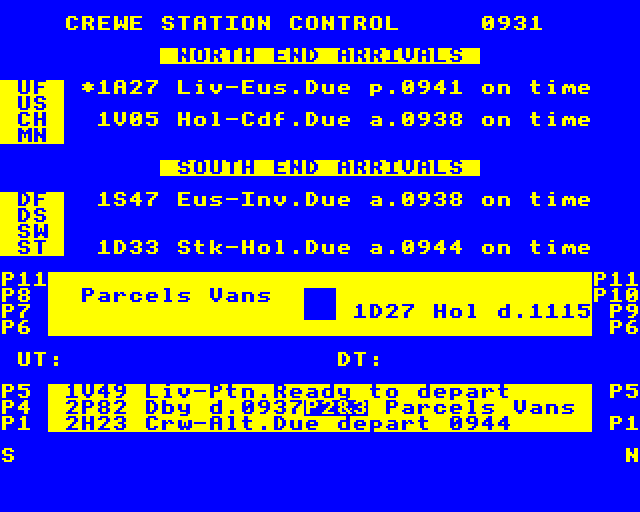 CREWE STATION CONTROL 0931
NORTH END ARRIVALS
UF *1A27 Liv-Eus.Due p.0941 on time
US
CH 1V05 Hol-Cdf.Due a.0938 on time
MN
SOUTH END ARRIVALS
DF 1S47 Eus-Inv.Due a.0938 on time
DS
SW
ST 1D33 Stk-Hol.Due a.0944 on time
P11 P11
P8 Parcels Vans P10
P7 1D27 Hol d.1115 P9
P6 P6
UT: DT:
P5 1V49 Liv-Ptn.Ready to depart P5
P4 2P82 Dby d.0937 P2&3 Parcels Vans
P1 2H23 Crw-Alt.Due depart 0944 P1
S N